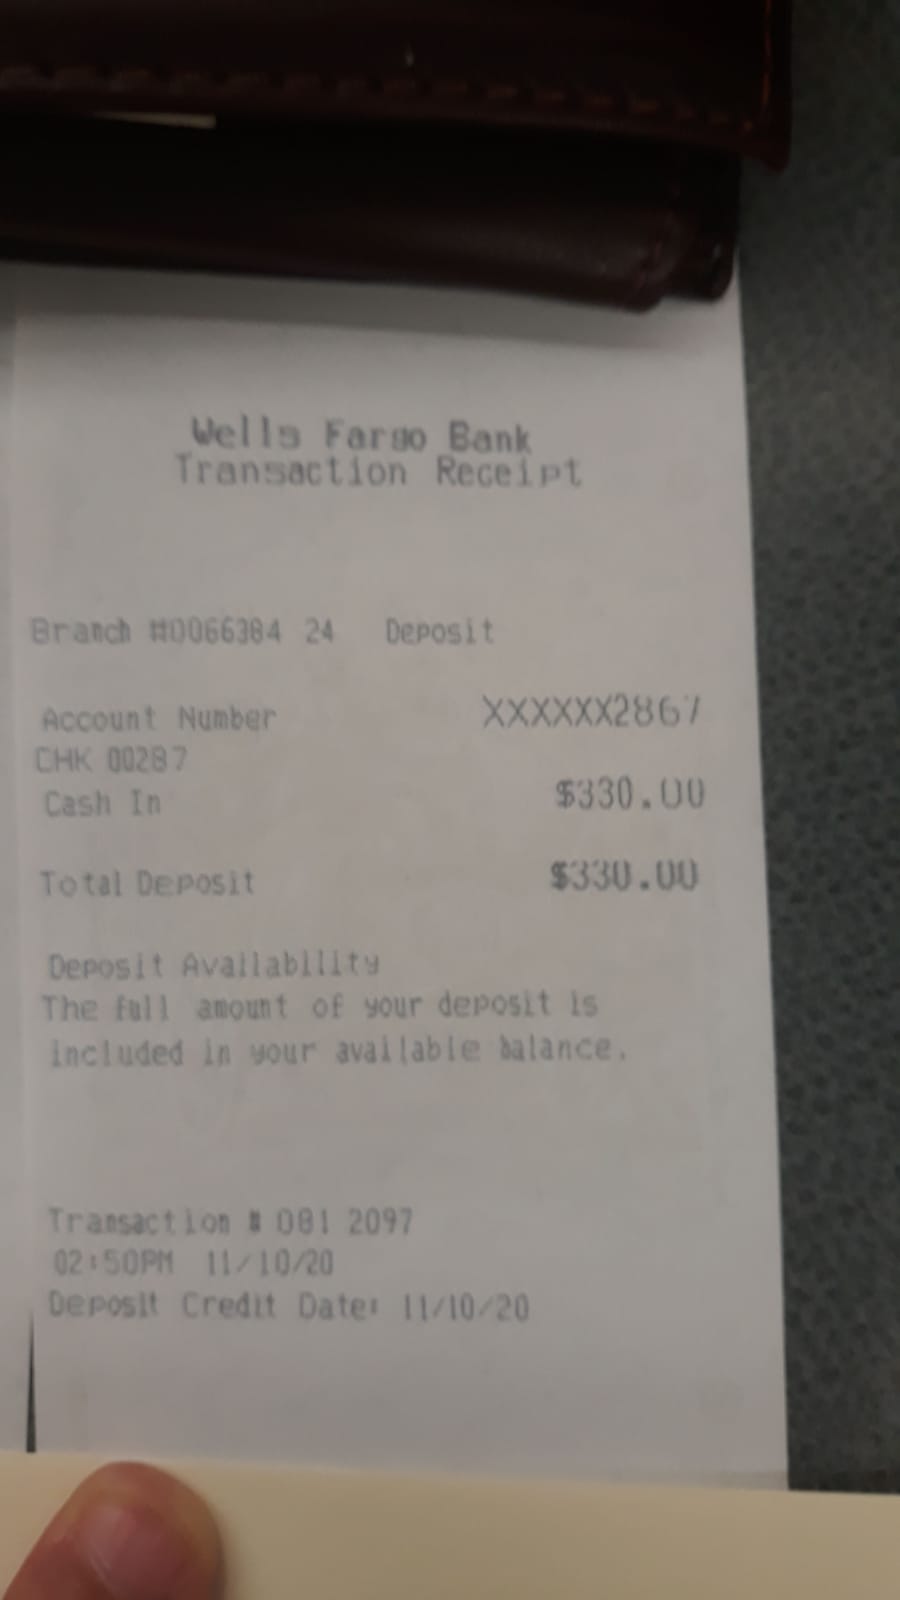 Wells Fargo Bank
Transaction Receipt
Branch #0066384 24 Deposit
Account Number XXXXXX2867
CHK 00287
Cash In $330.00
Total Deposit $330.00
Deposit Availability
The full amount of your deposit is
included in your available balance.
Transaction # 081 2097
02:50PM 11/10/20
Deposit Credit Date: 11/10/20